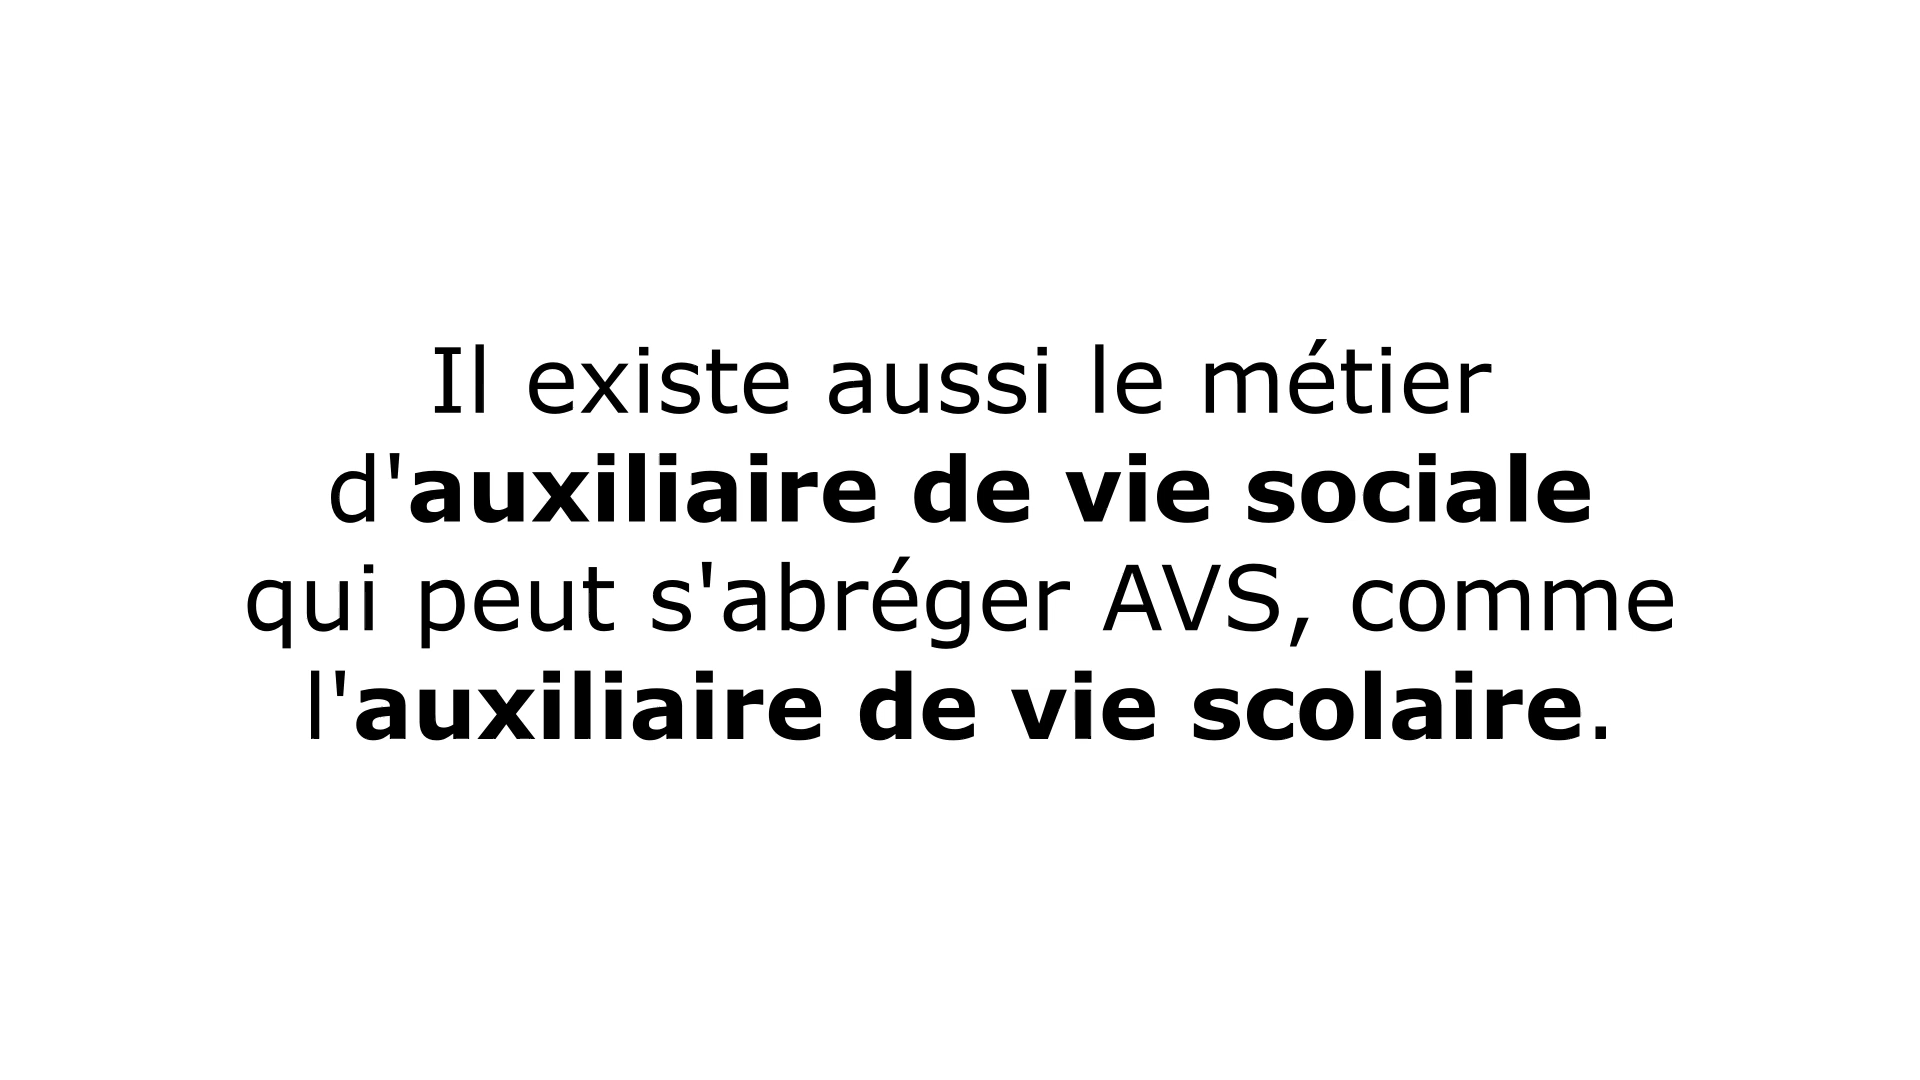 Il existe aussi le métier
d'auxiliaire de vie sociale
qui peut s'abréger AVS, comme
l'auxiliaire de vie scolaire.